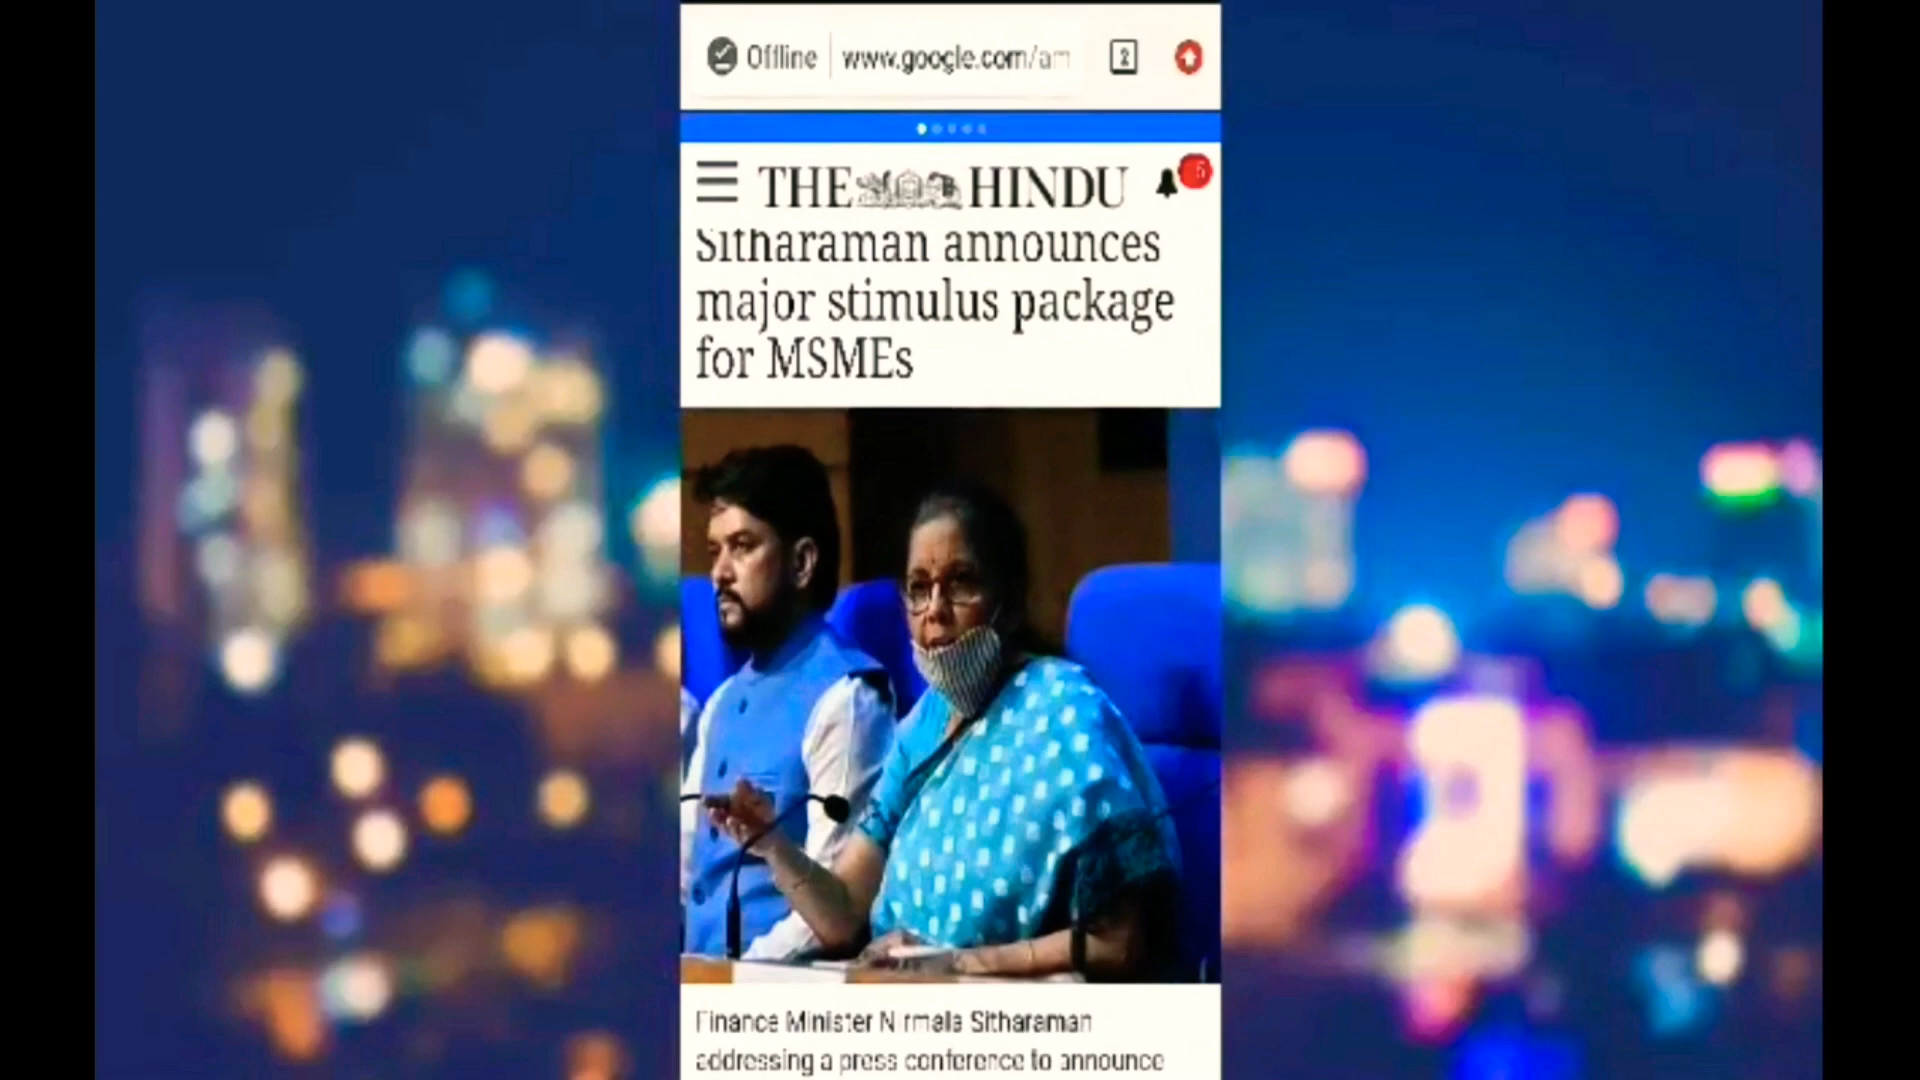 Offline www.google.com/am 2
THE HINDU
Sitharaman announces
major stimulus package
for MSMEs
Finance Minister Nirmala Sitharaman
addressing a press conference to announce